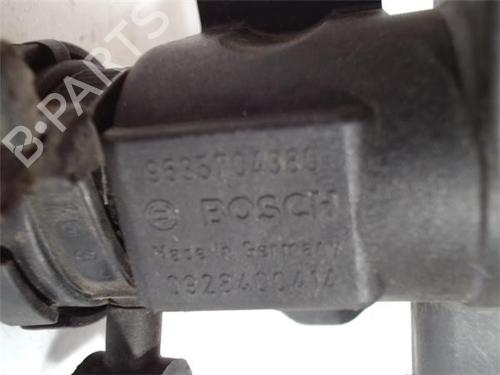 B-PARTS
9635704380
BOSCH
Made in Germany
0928400414